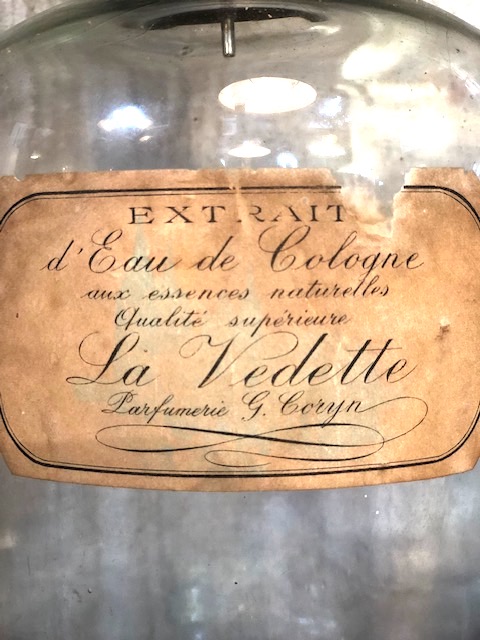 EXTRAIT
d'Eau de Cologne
aux essences naturelles
Qualité supérieure
La Vedette
Parfumerie G. Coryn